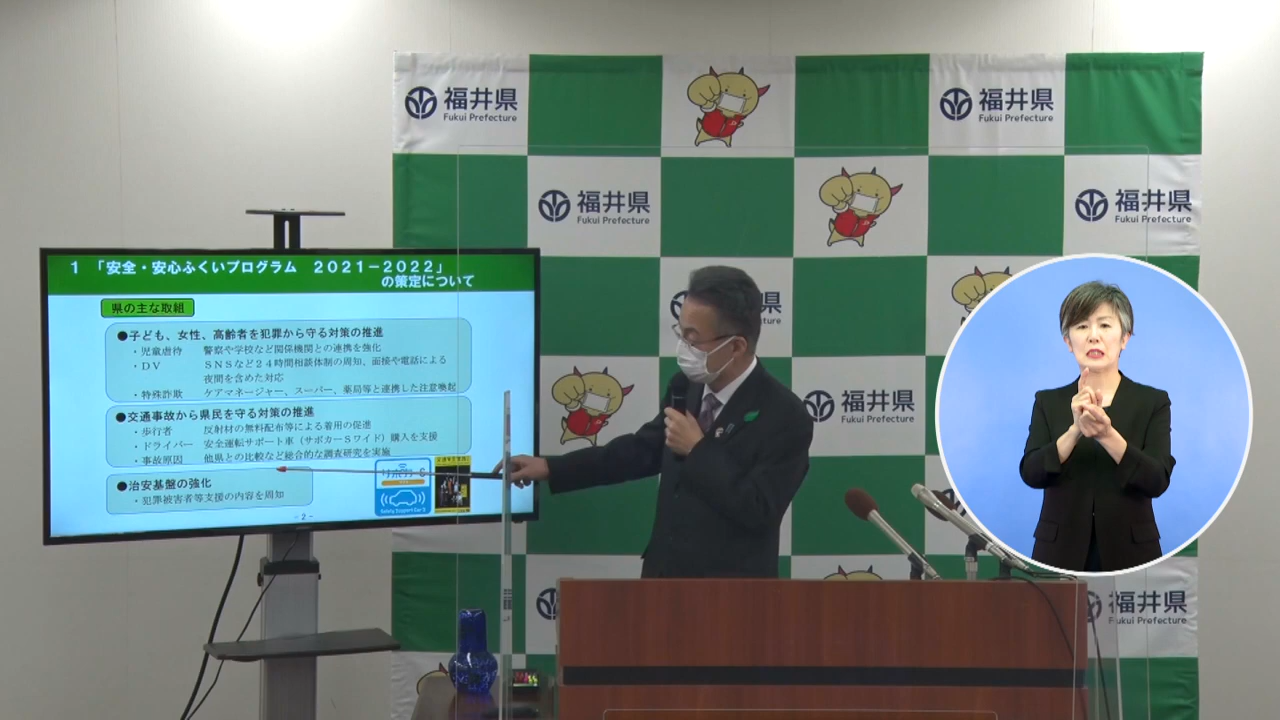 福井県
Fukui Prefecture
福井県
Fukui Prefecture
福井県
Fukui Prefecture
福井県
Fukui Prefecture
１ 「安全・安心ふくいプログラム ２０２１－２０２２」
の策定について
県の主な取組
●子ども、女性、高齢者を犯罪から守る対策の推進
・児童虐待 警察や学校など関係機関との連携を強化
・ＤＶ ＳＮＳなど２４時間相談体制の周知、面接や電話による
夜間を含めた対応
・特殊詐欺 ケアマネージャー、スーパー、薬局等と連携した注意喚起
●交通事故から県民を守る対策の推進
・歩行者 反射材の無料配布等による着用の促進
・ドライバー 安全運転サポート車（サポカーＳワイド）購入を支援
・事故原因 他県との比較など総合的な調査研究を実施
●治安基盤の強化
・犯罪被害者等支援の内容を周知
Safety Support Car S
－２－
県
福井県
Fukui Prefecture
福井県
Fukui Prefecture